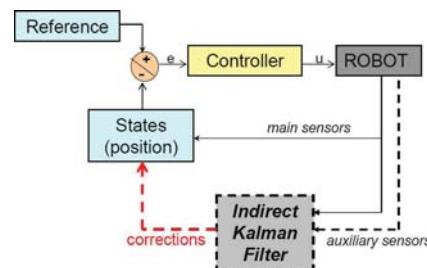 Reference
+
-
e
Controller
u
ROBOT
States
(position)
main sensors
Indirect
Kalman
Filter
corrections
auxiliary sensors